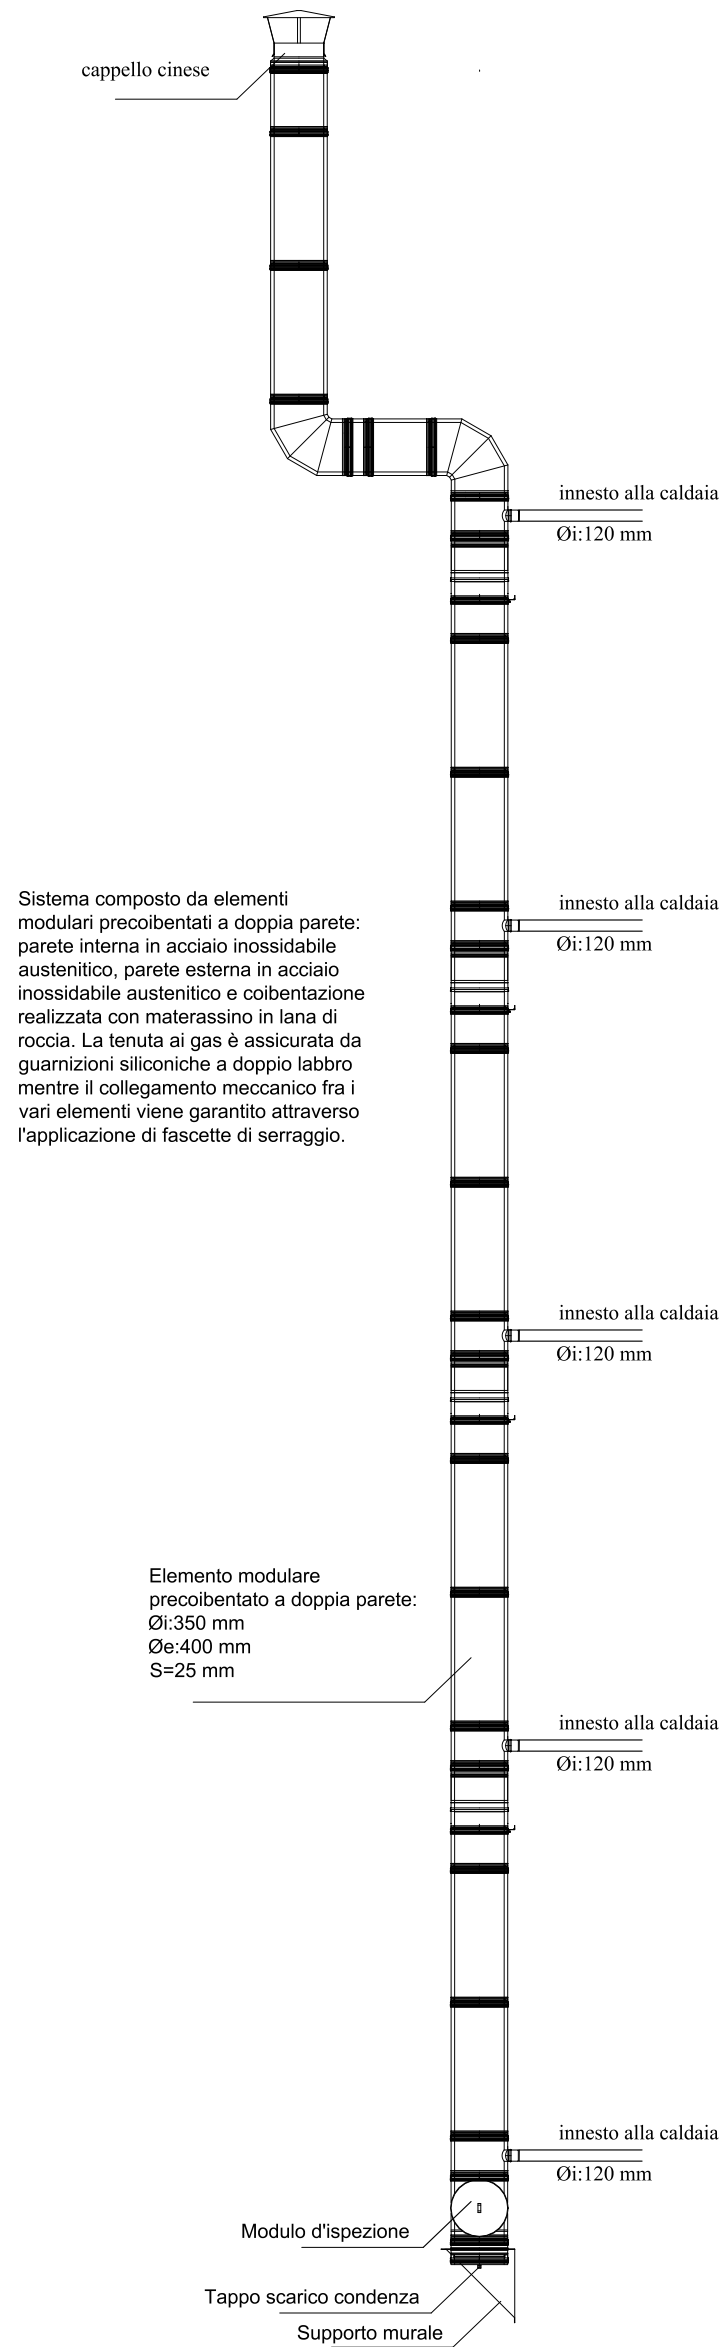 cappello cinese
innesto alla caldaia
Øi:120 mm
Sistema composto da elementi
modulari precoibentati a doppia parete:
parete interna in acciaio inossidabile
austenitico, parete esterna in acciaio
inossidabile austenitico e coibentazione
realizzata con materassino in lana di
roccia. La tenuta ai gas è assicurata da
guarnizioni siliconiche a doppio labbro
mentre il collegamento meccanico fra i
vari elementi viene garantito attraverso
l'applicazione di fascette di serraggio.
innesto alla caldaia
Øi:120 mm
innesto alla caldaia
Øi:120 mm
Elemento modulare
precoibentato a doppia parete:
Øi:350 mm
Øe:400 mm
S=25 mm
innesto alla caldaia
Øi:120 mm
innesto alla caldaia
Øi:120 mm
Modulo d'ispezione
Tappo scarico condenza
Supporto murale